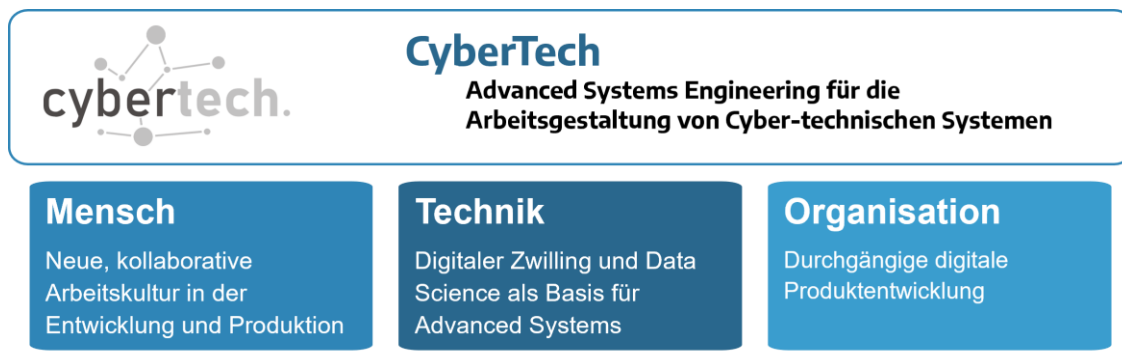 cybertech.
CyberTech
Advanced Systems Engineering für die
Arbeitsgestaltung von Cyber-technischen Systemen
Mensch
Neue, kollaborative
Arbeitskultur in der
Entwicklung und Produktion
Technik
Digitaler Zwilling und Data
Science als Basis für
Advanced Systems
Organisation
Durchgängige digitale
Produktentwicklung